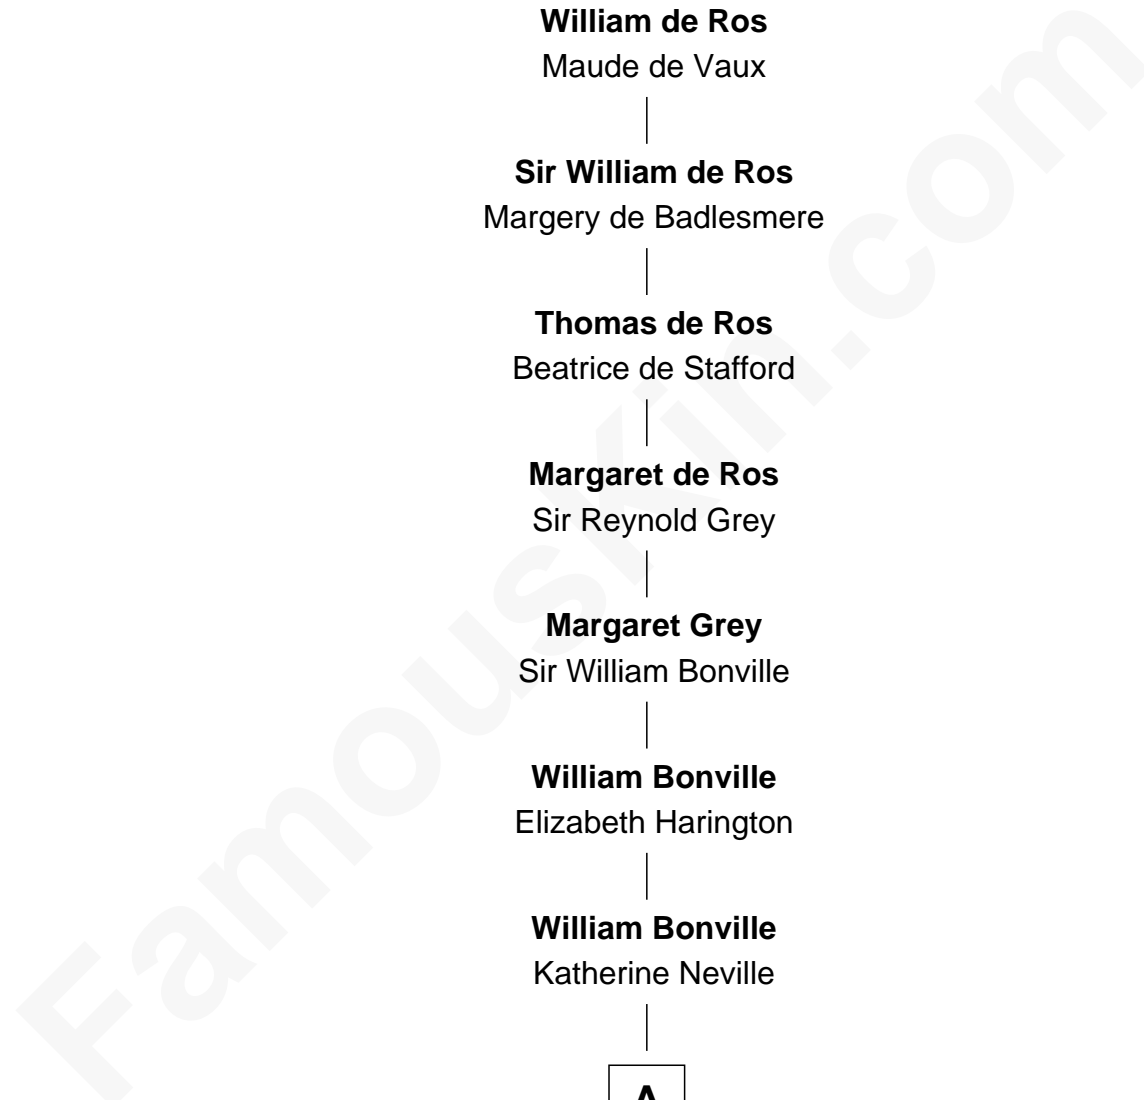 William de Ros
Maude de Vaux
Sir William de Ros
Margery de Badlesmere
Thomas de Ros
Beatrice de Stafford
Margaret de Ros
Sir Reynold Grey
Margaret Grey
Sir William Bonville
William Bonville
Elizabeth Harington
William Bonville
Katherine Neville
A
FamousKin.com